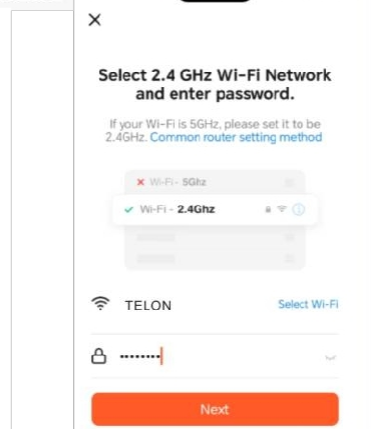 Select 2.4 GHz Wi-Fi Network
and enter password.
If your Wi-Fi is 5GHz, please set it to be
2.4GHz. Common router setting method
Wi-Fi - 5Ghz
Wi-Fi - 2.4Ghz
TELON
Select Wi-Fi
Next